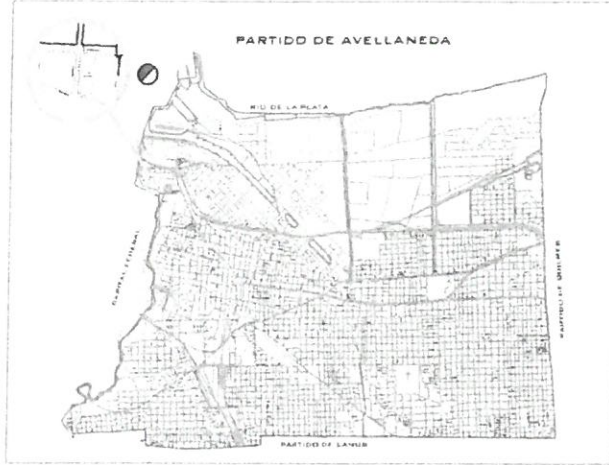 PARTIDO DE AVELLANEDA
RIO DE LA PLATA
CAPITAL FEDERAL
PARTIDO DE QUILMES
PARTIDO DE LANUS